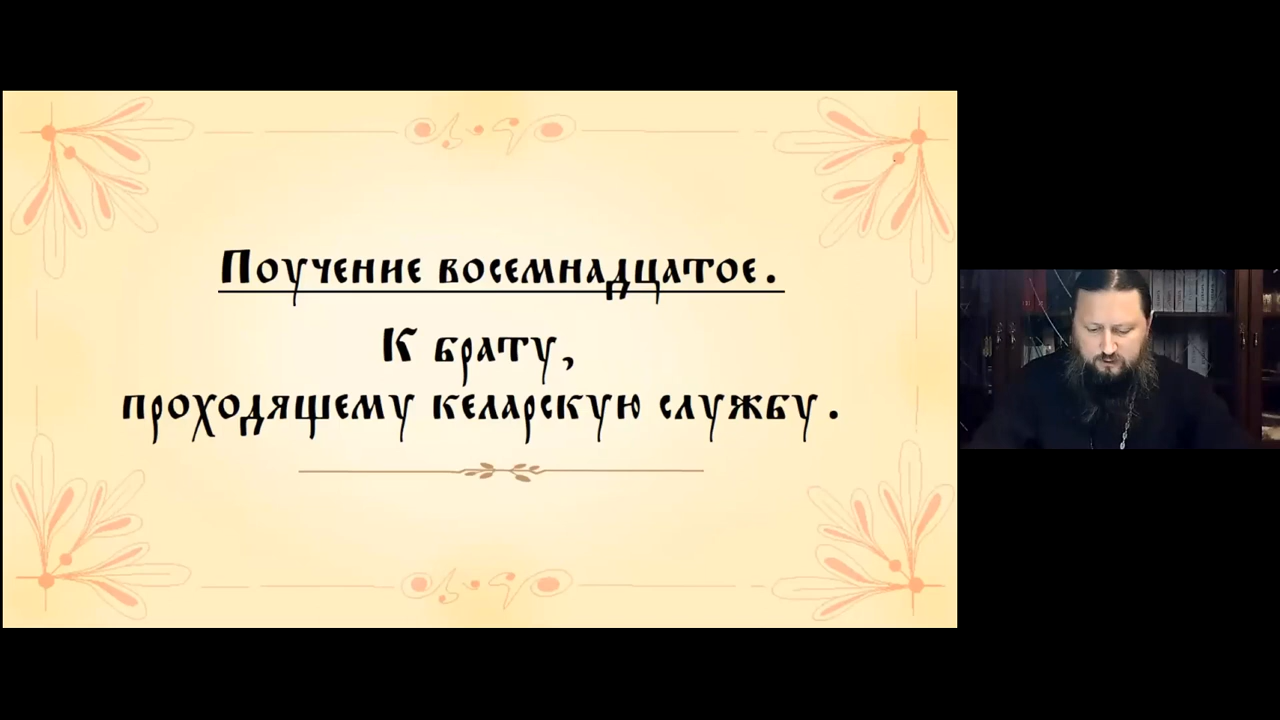 Поучение восемнадцатое.
К брату,
проходящему келарскую службу.